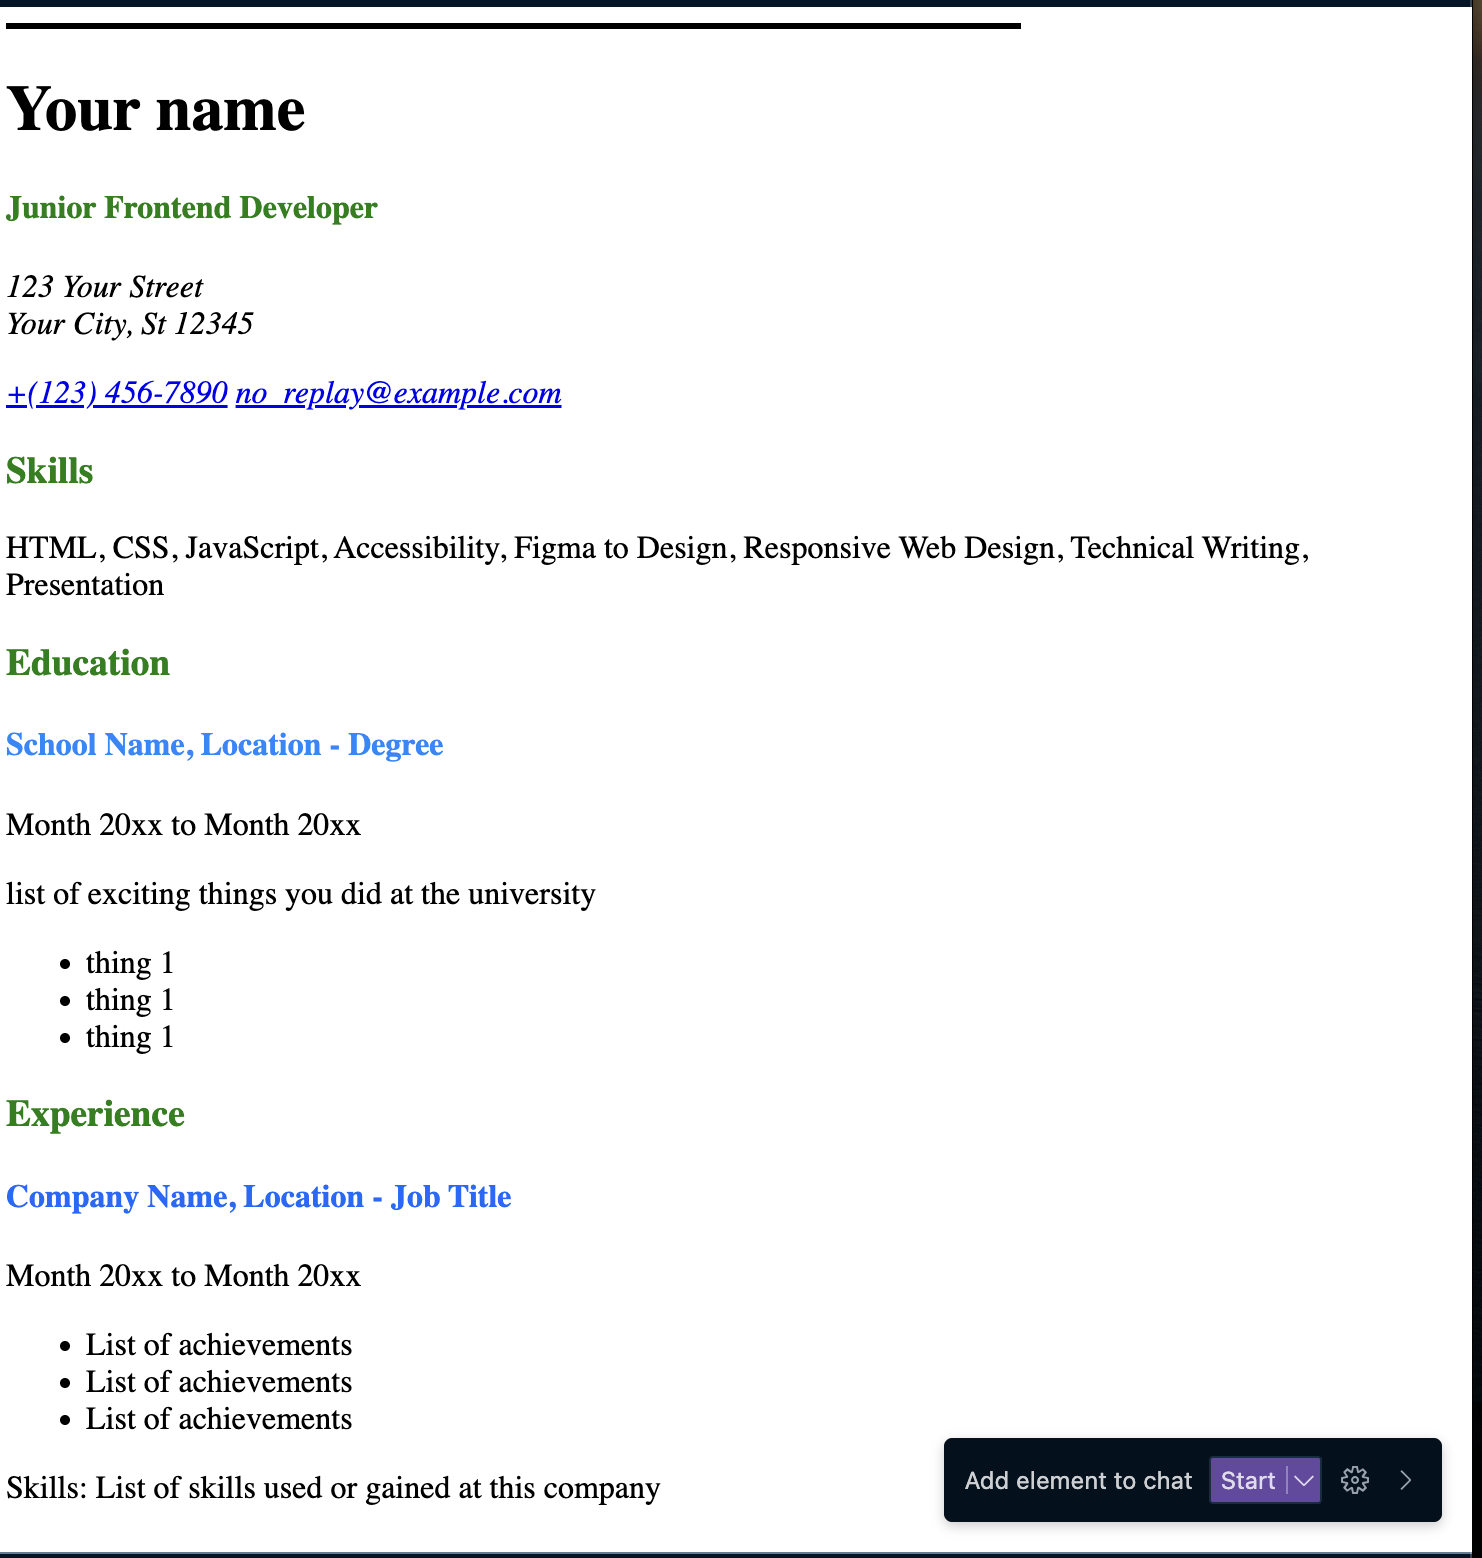 Your name
Junior Frontend Developer
123 Your Street
Your City, St 12345
+(123) 456-7890 no_replay@example.com
Skills
HTML, CSS, JavaScript, Accessibility, Figma to Design, Responsive Web Design, Technical Writing,
Presentation
Education
School Name, Location - Degree
Month 20xx to Month 20xx
list of exciting things you did at the university
• thing 1
• thing 1
• thing 1
Experience
Company Name, Location - Job Title
Month 20xx to Month 20xx
• List of achievements
• List of achievements
• List of achievements
Skills: List of skills used or gained at this company
Add element to chat Start